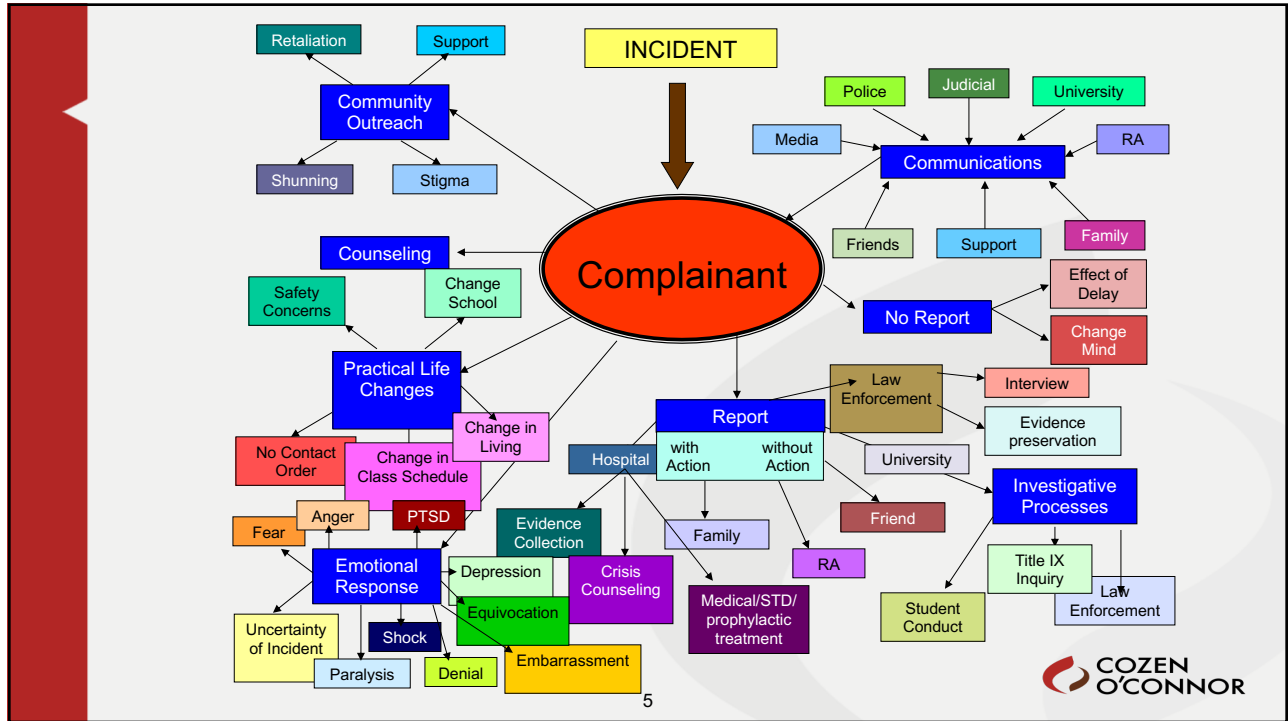 Retaliation
Support
INCIDENT
Community
Outreach
Shunning
Stigma
Police
Judicial
University
Media
RA
Communications
Friends
Support
Family
Complainant
Counseling
Safety
Concerns
Change
School
Practical Life
Changes
No Contact
Order
Change in
Class Schedule
Change in
Living
No Report
Effect of
Delay
Change
Mind
Report
with
Action
without
Action
Law
Enforcement
Interview
Evidence
preservation
Hospital
University
Investigative
Processes
Evidence
Collection
Crisis
Counseling
Medical/STD/
prophylactic
treatment
Family
RA
Friend
Student
Conduct
Title IX
Inquiry
Law
Enforcement
Fear
Anger
PTSD
Emotional
Response
Depression
Equivocation
Uncertainty
of Incident
Paralysis
Shock
Denial
Embarrassment
5
COZEN
O'CONNOR